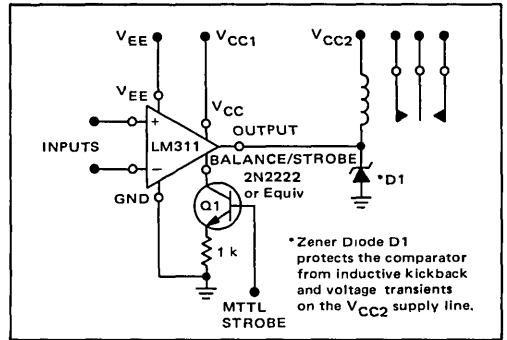 VEE
VCC1
VCC2
VEE
VCC
+
LM311
OUTPUT
INPUTS
BALANCE/STROBE
−
2N2222
or Equiv
*D1
GND
Q1
1 k
MTTL
STROBE
*Zener Diode D1
protects the comparator
from inductive kickback
and voltage transients
on the VCC2 supply line.